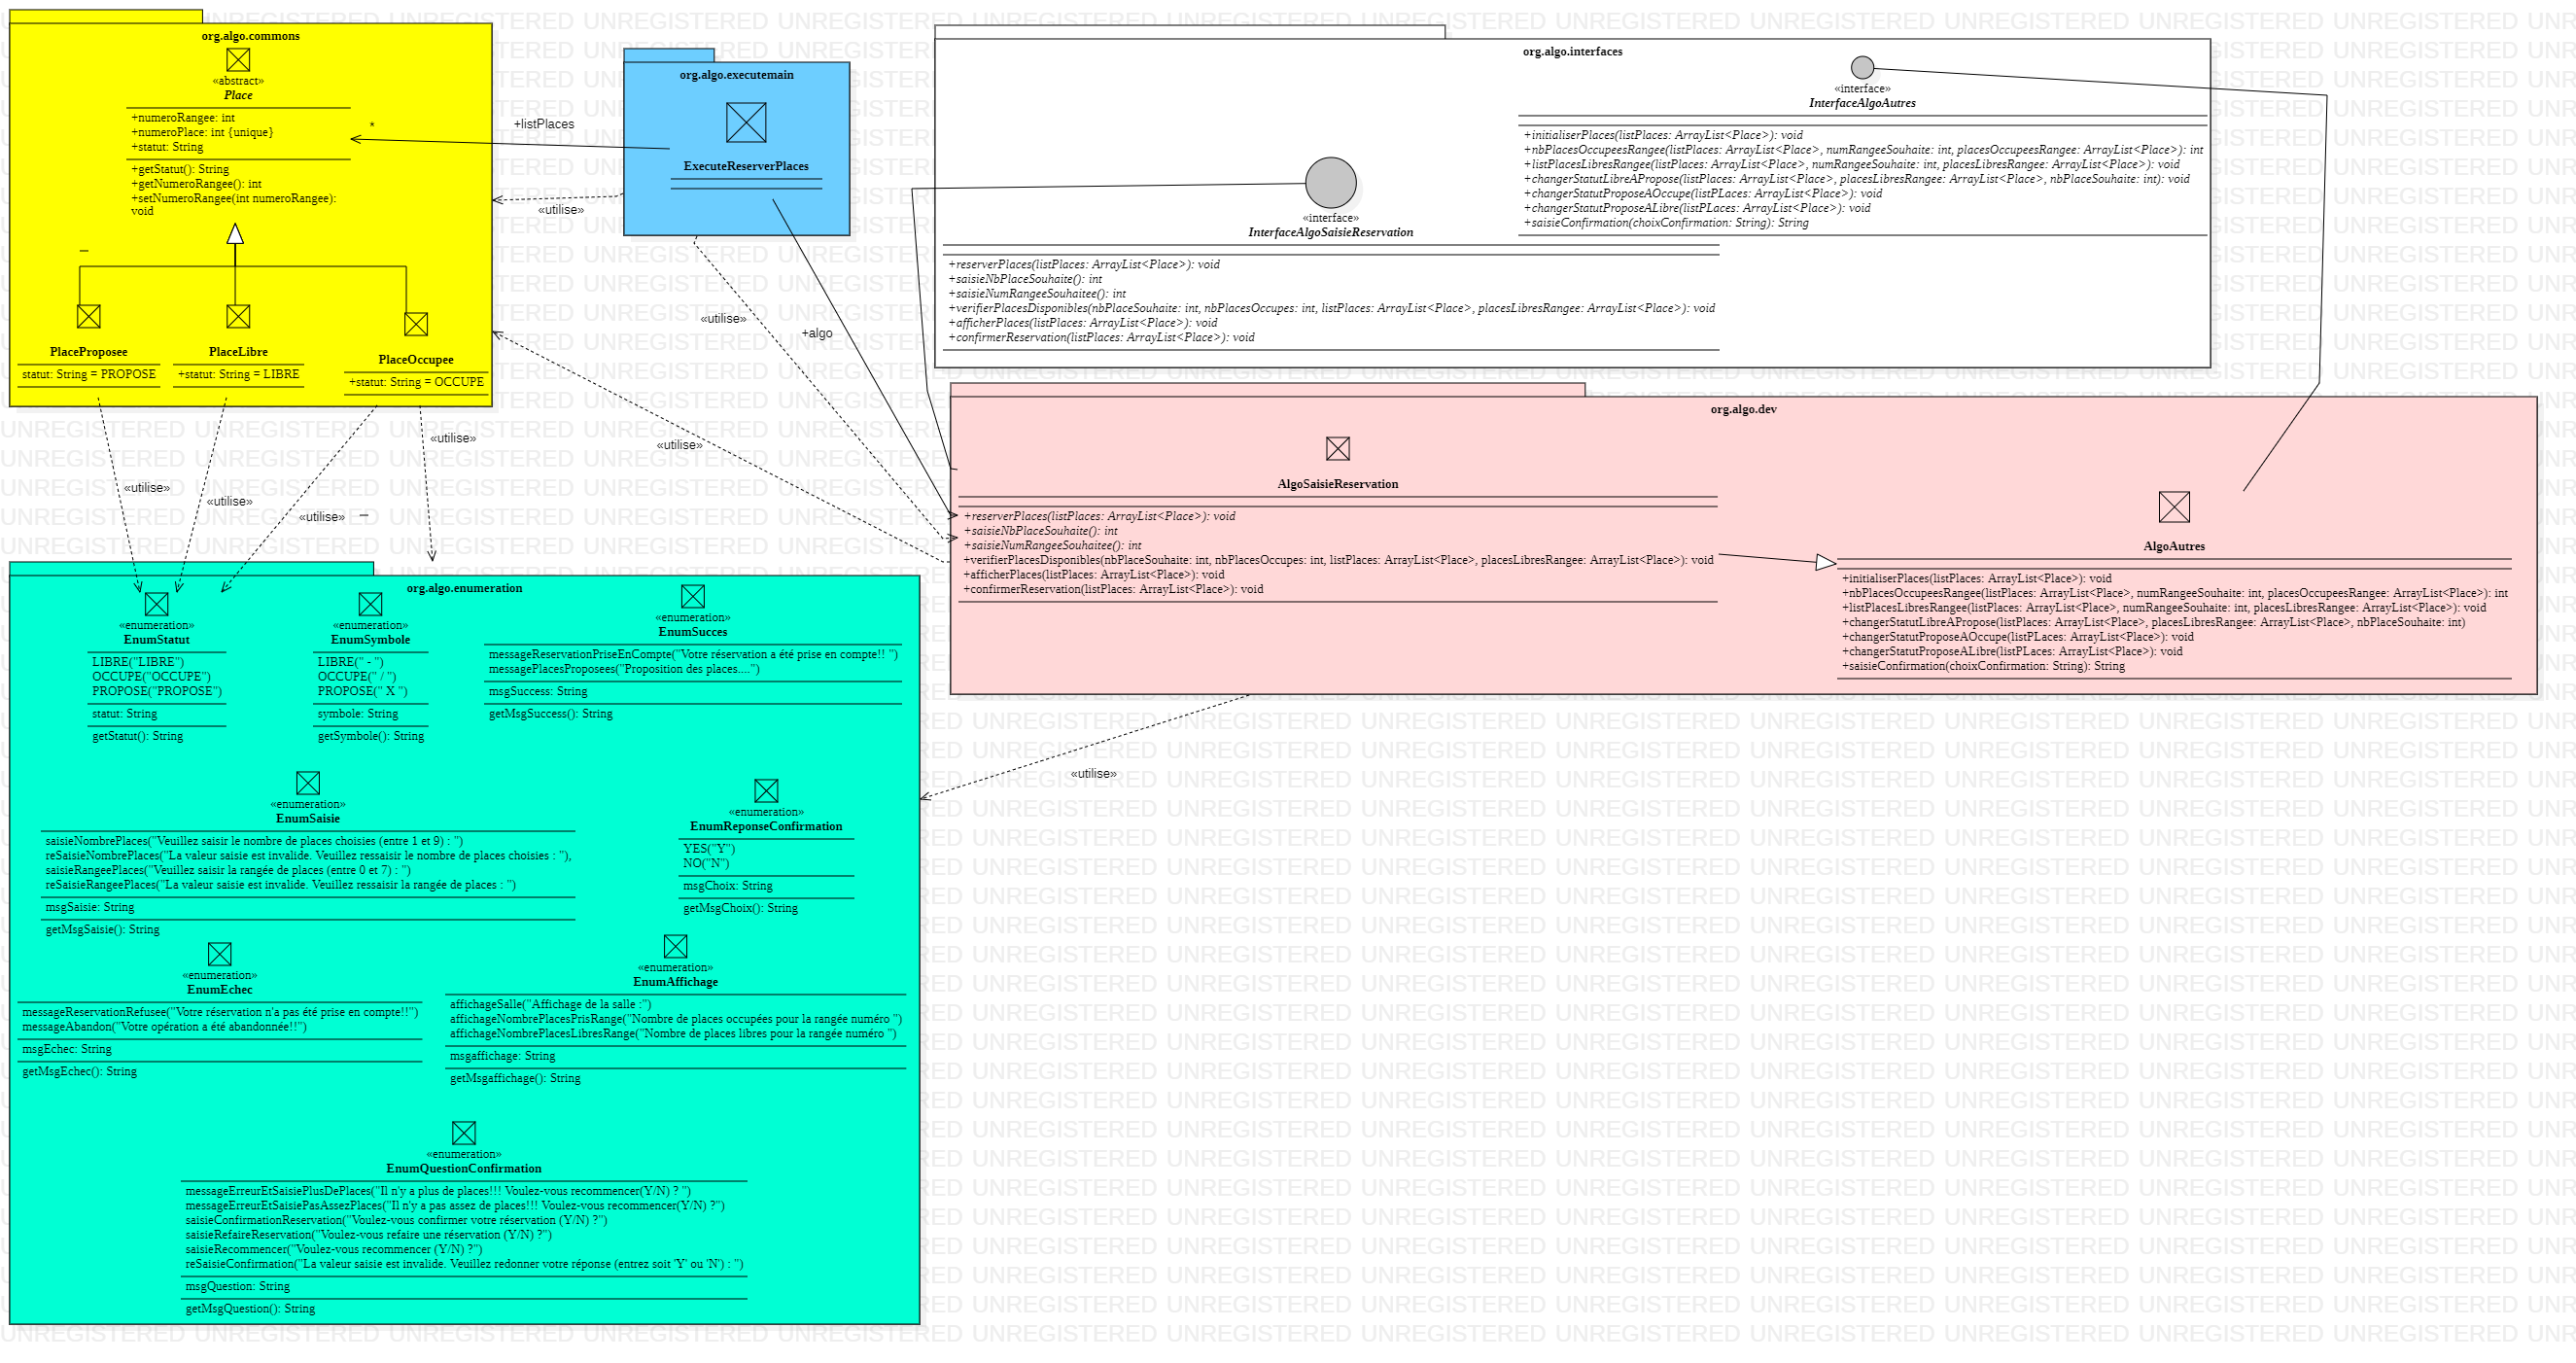 org.algo.commons
«abstract»
Place
+numeroRangee: int
+numeroPlace: int {unique}
+statut: String
+getStatut(): String
+getNumeroRangee(): int
+setNumeroRangee(int numeroRangee):
void
PlaceProposee
statut: String = PROPOSE
PlaceLibre
+statut: String = LIBRE
PlaceOccupee
+statut: String = OCCUPE
*
+listPlaces
org.algo.executemain
ExecuteReserverPlaces
«utilise»
«utilise»
+algo
«utilise»
org.algo.interfaces
«interface»
InterfaceAlgoAutres
+initialiserPlaces(listPlaces: ArrayList<Place>): void
+nbPlacesOccupeesRangee(listPlaces: ArrayList<Place>, numRangeeSouhaite: int, placesOccupeesRangee: ArrayList<Place>): int
+listPlacesLibresRangee(listPlaces: ArrayList<Place>, numRangeeSouhaite: int, placesLibresRangee: ArrayList<Place>): void
+changerStatutLibreAPropose(listPlaces: ArrayList<Place>, placesLibresRangee: ArrayList<Place>, nbPlaceSouhaite: int): void
+changerStatutProposeAOccupe(listPLaces: ArrayList<Place>): void
+changerStatutProposeALibre(listPLaces: ArrayList<Place>): void
+saisieConfirmation(choixConfirmation: String): String
«interface»
InterfaceAlgoSaisieReservation
+reserverPlaces(listPlaces: ArrayList<Place>): void
+saisieNbPlaceSouhaite(): int
+saisieNumRangeeSouhaitee(): int
+verifierPlacesDisponibles(nbPlaceSouhaite: int, nbPlacesOccupes: int, listPlaces: ArrayList<Place>, placesLibresRangee: ArrayList<Place>): void
+afficherPlaces(listPlaces: ArrayList<Place>): void
+confirmerReservation(listPlaces: ArrayList<Place>): void
org.algo.dev
AlgoSaisieReservation
+reserverPlaces(listPlaces: ArrayList<Place>): void
+saisieNbPlaceSouhaite(): int
+saisieNumRangeeSouhaitee(): int
+verifierPlacesDisponibles(nbPlaceSouhaite: int, nbPlacesOccupes: int, listPlaces: ArrayList<Place>, placesLibresRangee: ArrayList<Place>): void
+afficherPlaces(listPlaces: ArrayList<Place>): void
+confirmerReservation(listPlaces: ArrayList<Place>): void
AlgoAutres
+initialiserPlaces(listPlaces: ArrayList<Place>): void
+nbPlacesOccupeesRangee(listPlaces: ArrayList<Place>, numRangeeSouhaite: int, placesOccupeesRangee: ArrayList<Place>): int
+listPlacesLibresRangee(listPlaces: ArrayList<Place>, numRangeeSouhaite: int, placesLibresRangee: ArrayList<Place>): void
+changerStatutLibreAPropose(listPlaces: ArrayList<Place>, placesLibresRangee: ArrayList<Place>, nbPlaceSouhaite: int)
+changerStatutProposeAOccupe(listPLaces: ArrayList<Place>): void
+changerStatutProposeALibre(listPLaces: ArrayList<Place>): void
+saisieConfirmation(choixConfirmation: String): String
«utilise»
«utilise»
«utilise»
«utilise»
«utilise»
org.algo.enumeration
«enumeration»
EnumStatut
LIBRE("LIBRE")
OCCUPE("OCCUPE")
PROPOSE("PROPOSE")
statut: String
getStatut(): String
«enumeration»
EnumSymbole
LIBRE(" - ")
OCCUPE(" / ")
PROPOSE(" X ")
symbole: String
getSymbole(): String
«enumeration»
EnumSucces
messageReservationPriseEnCompte("Votre réservation a été prise en compte!! ")
messagePlacesProposees("Proposition des places....")
msgSuccess: String
getMsgSuccess(): String
«enumeration»
EnumSaisie
saisieNombrePlaces("Veuillez saisir le nombre de places choisies (entre 1 et 9) : ")
reSaisieNombrePlaces("La valeur saisie est invalide. Veuillez ressaisir le nombre de places choisies : "),
saisieRangeePlaces("Veuillez saisir la rangée de places (entre 0 et 7) : ")
reSaisieRangeePlaces("La valeur saisie est invalide. Veuillez ressaisir la rangée de places : ")
msgSaisie: String
getMsgSaisie(): String
«enumeration»
EnumReponseConfirmation
YES("Y")
NO("N")
msgChoix: String
getMsgChoix(): String
«enumeration»
EnumEchec
messageReservationRefusee("Votre réservation n'a pas été prise en compte!!")
messageAbandon("Votre opération a été abandonnée!!")
msgEchec: String
getMsgEchec(): String
«enumeration»
EnumAffichage
affichageSalle("Affichage de la salle :")
affichageNombrePlacesPrisRange("Nombre de places occupées pour la rangée numéro ")
affichageNombrePlacesLibresRange("Nombre de places libres pour la rangée numéro ")
msgaffichage: String
getMsgaffichage(): String
«enumeration»
EnumQuestionConfirmation
messageErreurEtSaisiePlusDePlaces("Il n'y a plus de places!!! Voulez-vous recommencer(Y/N) ? ")
messageErreurEtSaisiePasAssezPlaces("Il n'y a pas assez de places!!! Voulez-vous recommencer(Y/N) ?")
saisieConfirmationReservation("Voulez-vous confirmer votre réservation (Y/N) ?")
saisieRefaireReservation("Voulez-vous refaire une réservation (Y/N) ?")
saisieRecommencer("Voulez-vous recommencer (Y/N) ?")
reSaisieConfirmation("La valeur saisie est invalide. Veuillez redonner votre réponse (entrez soit 'Y' ou 'N') : ")
msgQuestion: String
getMsgQuestion(): String
UNREGISTERED